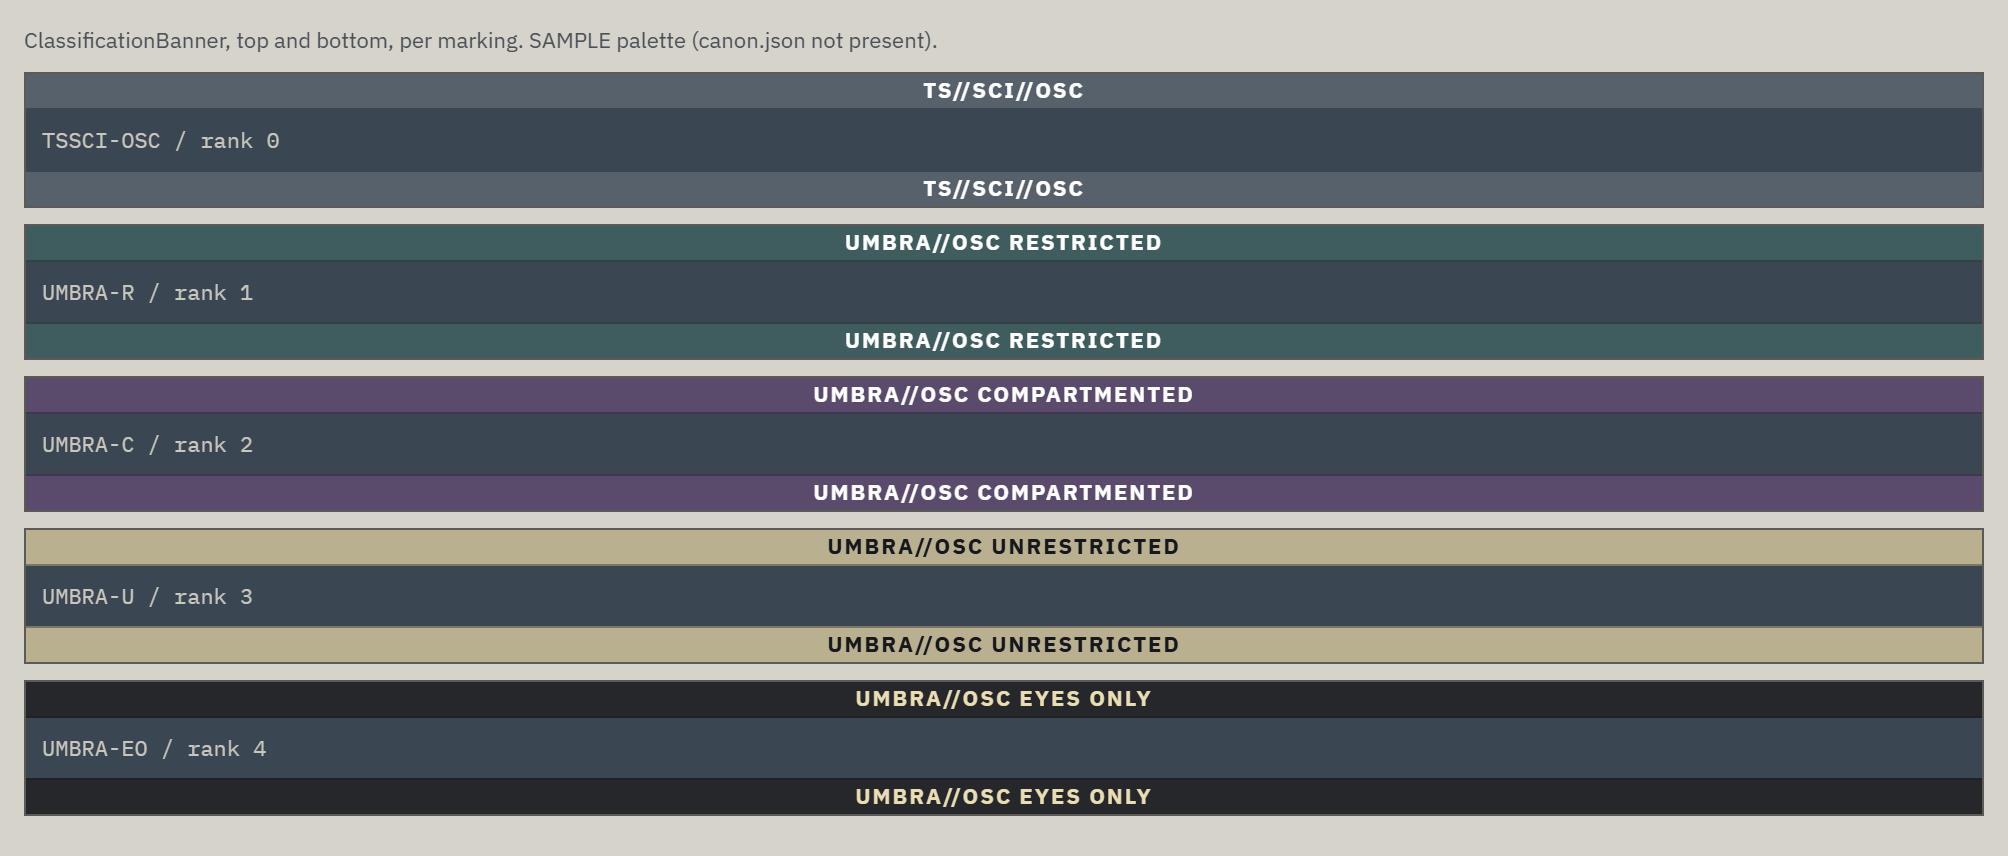 ClassificationBanner, top and bottom, per marking. SAMPLE palette (canon.json not present).
TS//SCI//OSC
TSSCI-OSC / rank 0
TS//SCI//OSC
UMBRA//OSC RESTRICTED
UMBRA-R / rank 1
UMBRA//OSC RESTRICTED
UMBRA//OSC COMPARTMENTED
UMBRA-C / rank 2
UMBRA//OSC COMPARTMENTED
UMBRA//OSC UNRESTRICTED
UMBRA-U / rank 3
UMBRA//OSC UNRESTRICTED
UMBRA//OSC EYES ONLY
UMBRA-EO / rank 4
UMBRA//OSC EYES ONLY